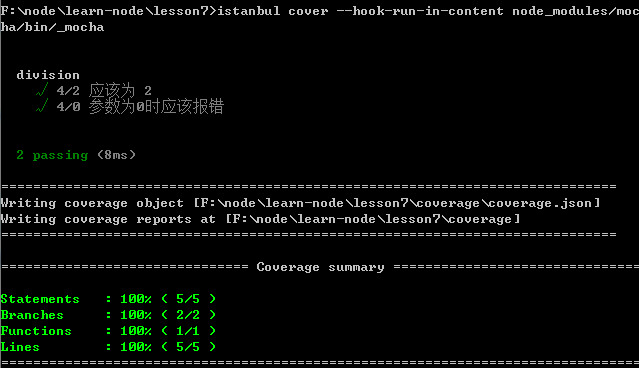 F:\node\learn-node\lesson7>istanbul cover --hook-run-in-content node_modules/moc
ha/bin/_mocha
division
√ 4/2 应该为 2
√ 4/0 参数为0时应该报错
2 passing (8ms)
=============================================================================
Writing coverage object [F:\node\learn-node\lesson7\coverage\coverage.json]
Writing coverage reports at [F:\node\learn-node\lesson7\coverage]
=============================================================================
=============================== Coverage summary ===============================
Statements   : 100% ( 5/5 )
Branches     : 100% ( 2/2 )
Functions    : 100% ( 1/1 )
Lines        : 100% ( 5/5 )
================================================================================